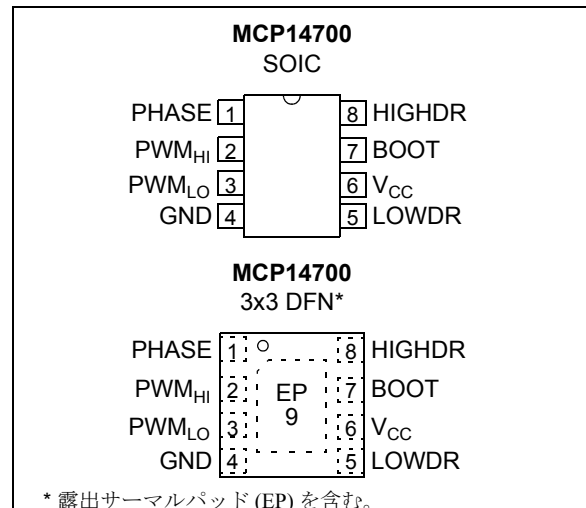 MCP14700
SOIC
PHASE 1 8 HIGHDR
PWMHI 2 7 BOOT
PWMLO 3 6 VCC
GND 4 5 LOWDR
MCP14700
3x3 DFN*
PHASE 1 8 HIGHDR
PWMHI 2 EP 7 BOOT
PWMLO 3 9 6 VCC
GND 4 5 LOWDR
* 露出サーマルパッド (EP) を含む。